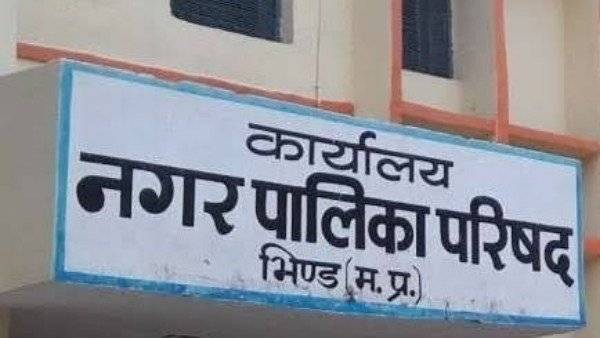 कार्यालय
नगर पालिका परिषद
भिण्ड (म. प्र.)